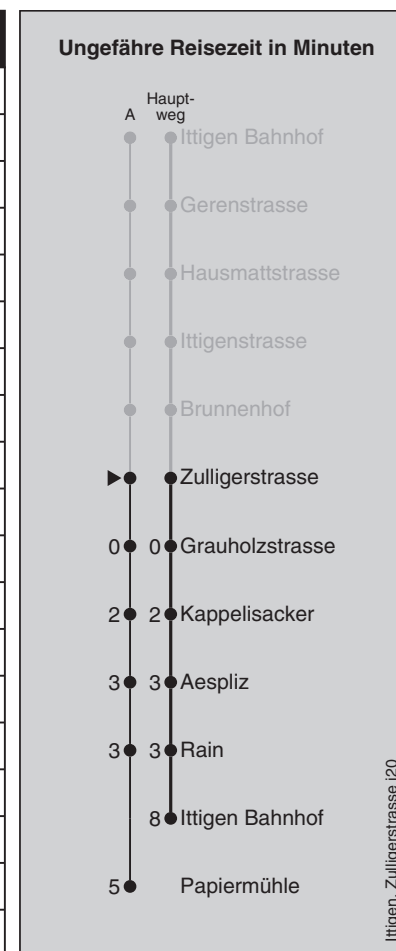 Ungefähre Reisezeit in Minuten
Haupt-
A weg
Ittigen Bahnhof
Gerenstrasse
Hausmattstrasse
Ittigenstrasse
Brunnenhof
Zulligerstrasse
0 0 Grauholzstrasse
2 2 Kappelisacker
3 3 Aespliz
3 3 Rain
8 Ittigen Bahnhof
5 Papiermühle
Ittigen, Zulligerstrasse i20